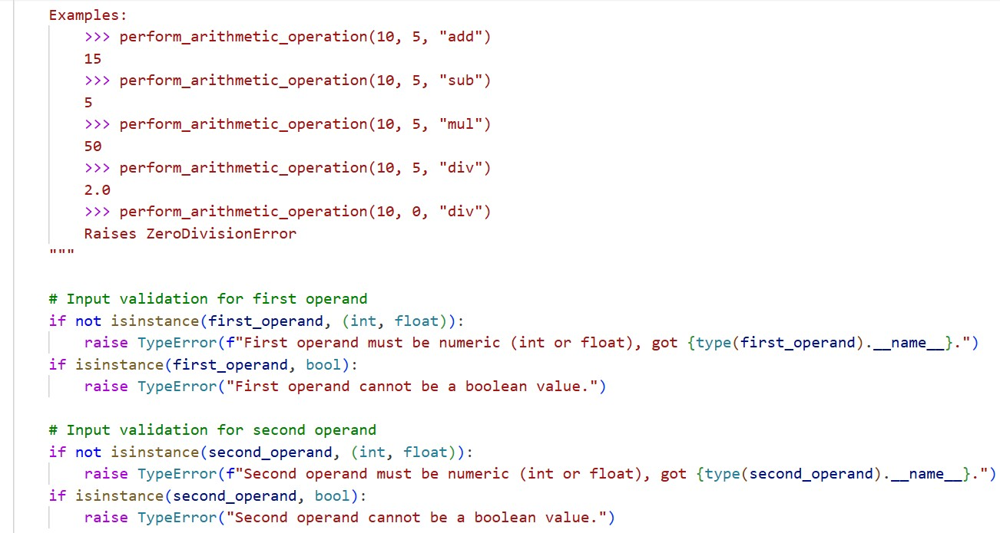 Examples:
>>> perform_arithmetic_operation(10, 5, "add")
15
>>> perform_arithmetic_operation(10, 5, "sub")
5
>>> perform_arithmetic_operation(10, 5, "mul")
50
>>> perform_arithmetic_operation(10, 5, "div")
2.0
>>> perform_arithmetic_operation(10, 0, "div")
Raises ZeroDivisionError
"""
# Input validation for first operand
if not isinstance(first_operand, (int, float)):
raise TypeError(f"First operand must be numeric (int or float), got {type(first_operand).__name__}.")
if isinstance(first_operand, bool):
raise TypeError("First operand cannot be a boolean value.")
# Input validation for second operand
if not isinstance(second_operand, (int, float)):
raise TypeError(f"Second operand must be numeric (int or float), got {type(second_operand).__name__}.")
if isinstance(second_operand, bool):
raise TypeError("Second operand cannot be a boolean value.")